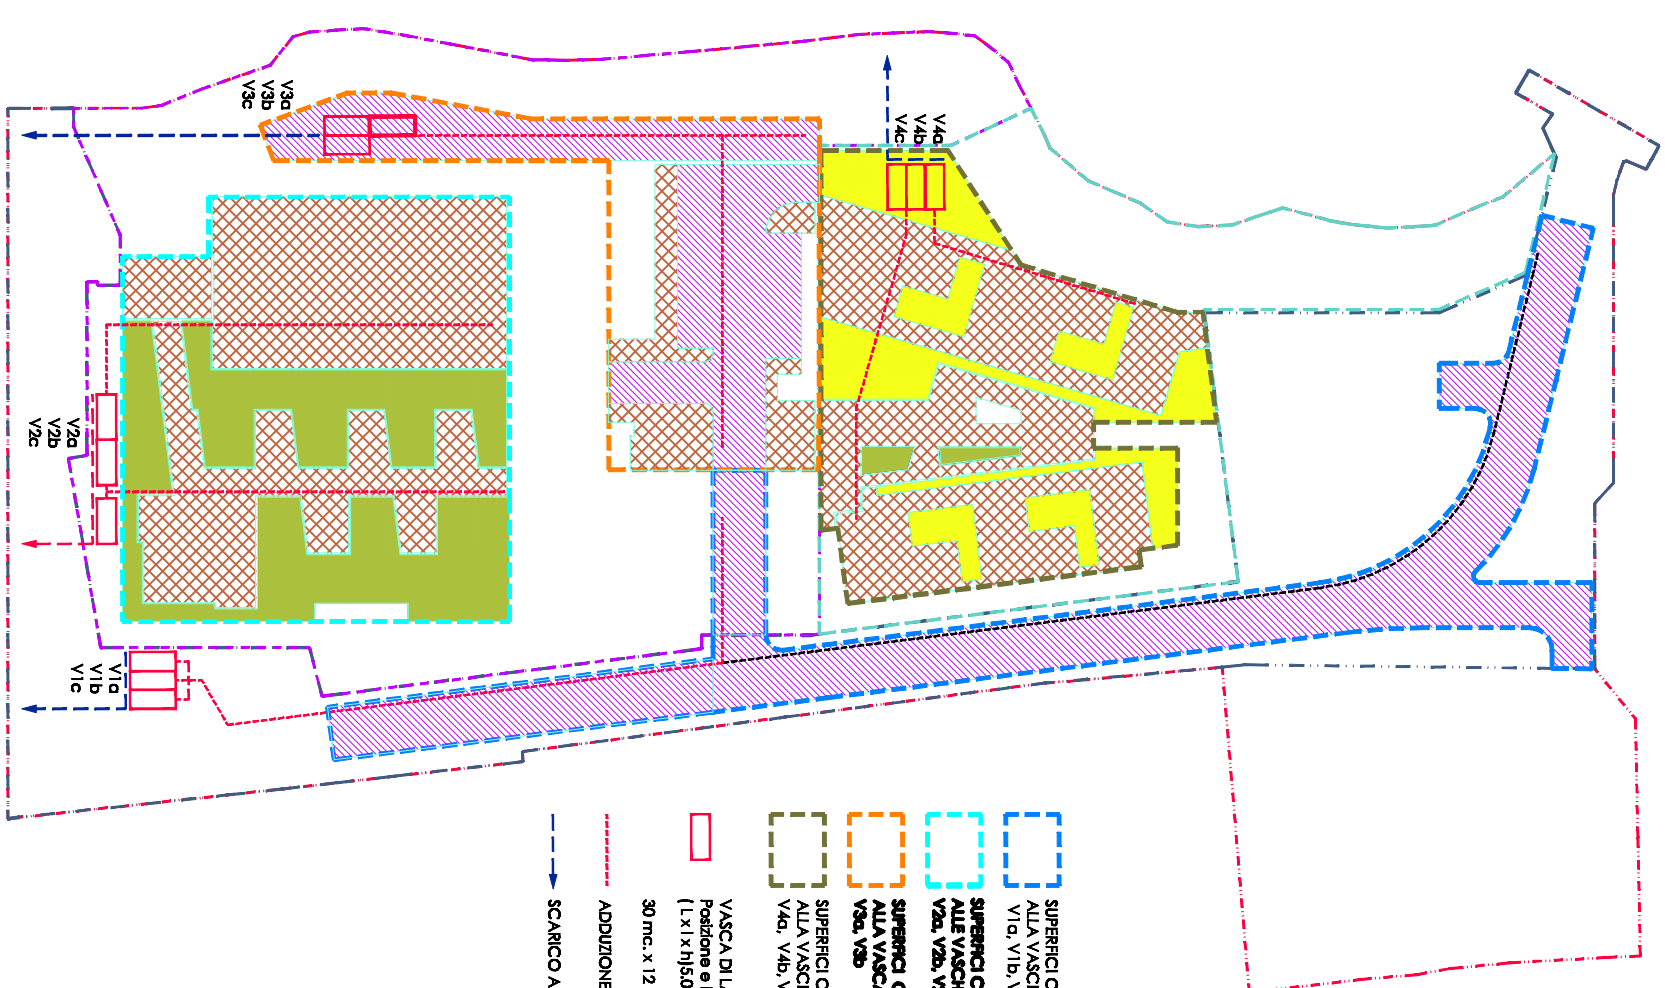 V3a
V3b
V3c
V4a
V4b
V4c
V2a
V2b
V2c
V1a
V1b
V1c
SUPERFICI C
ALLA VASC
V1a, V1b, V
SUPERFICI C
ALLE VASCH
V2a, V2b, V
SUPERFICI C
ALLA VASCA
V3a, V3b
SUPERFICI C
ALLA VASC
V4a, V4b, V
VASCA DI LA
Posizione e
( L x l x h)5.0
30 mc. x 12
ADDUZIONE
SCARICO A